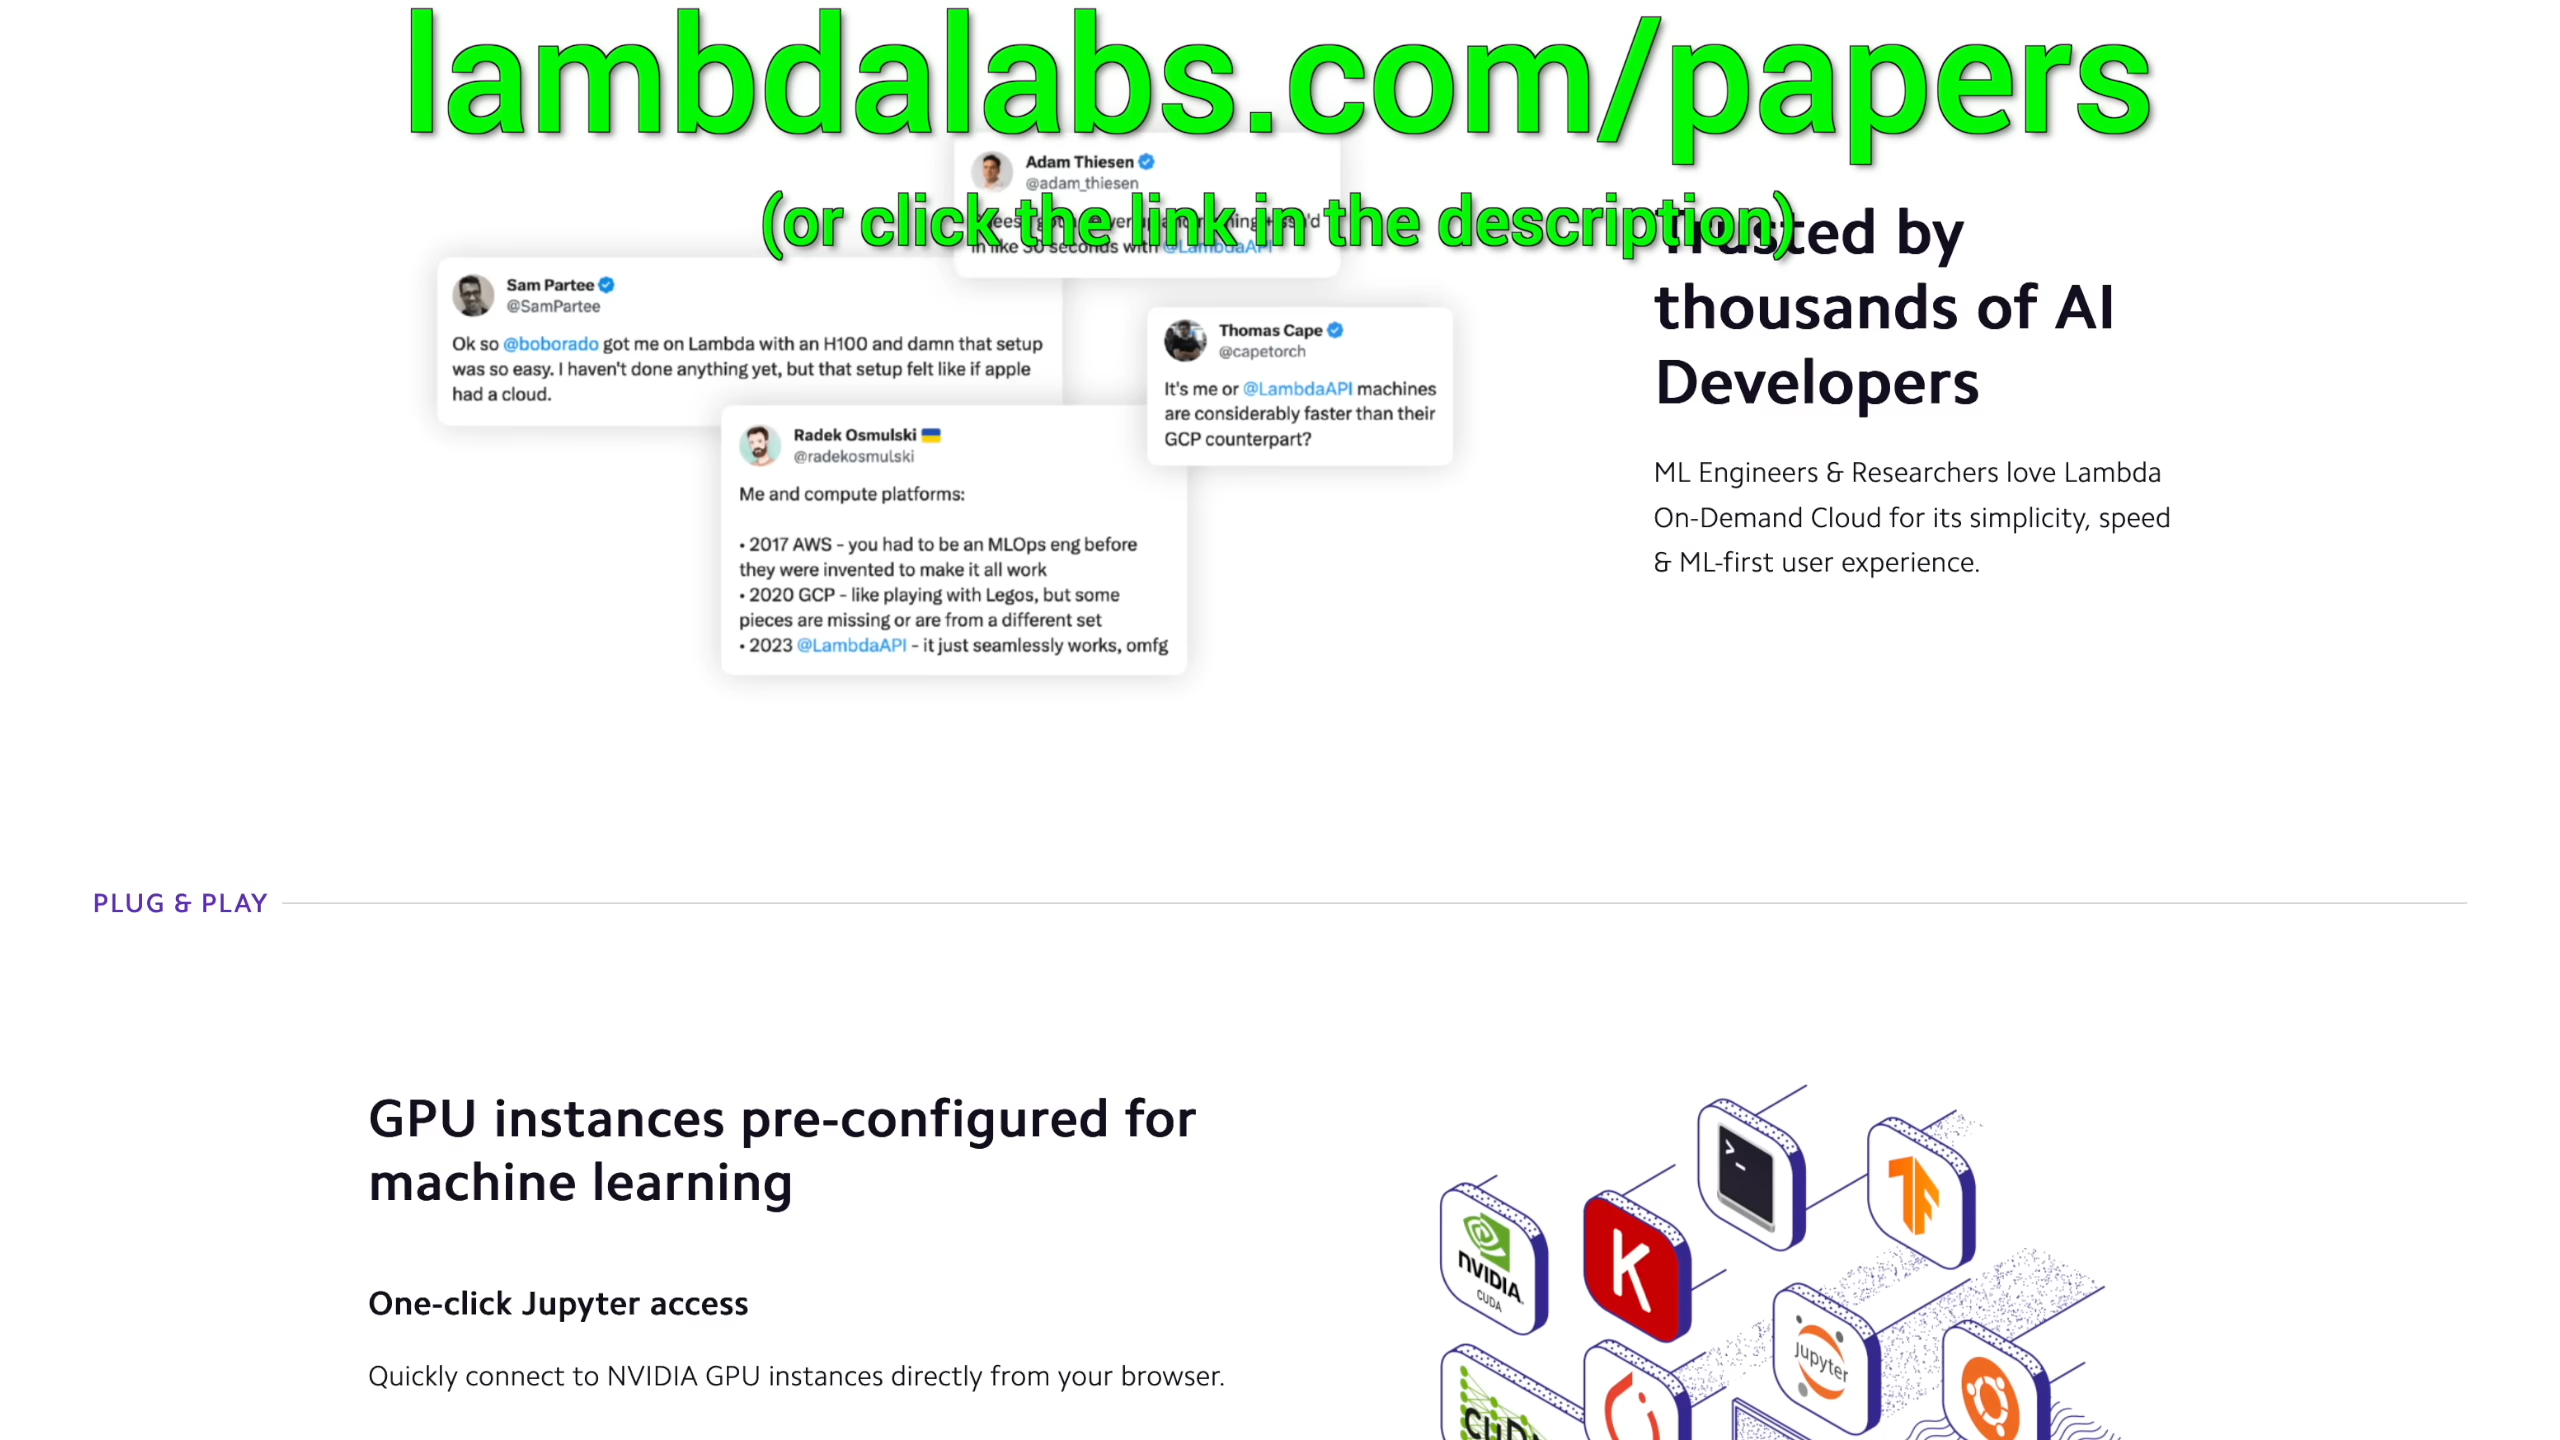 lambdalabs.com/papers
(or click the link in the description)
Adam Thiesen
@adam_thiesen
in like 30 seconds with @LambdaAPI
Sam Partee
@SamPartee
Ok so @boborado got me on Lambda with an H100 and damn that setup
was so easy. I haven't done anything yet, but that setup felt like if apple
had a cloud.
Thomas Cape
@capetorch
It's me or @LambdaAPI machines
are considerably faster than their
GCP counterpart?
Radek Osmulski
@radekosmulski
Me and compute platforms:
• 2017 AWS - you had to be an MLOps eng before
they were invented to make it all work
• 2020 GCP - like playing with Legos, but some
pieces are missing or are from a different set
• 2023 @LambdaAPI - it just seamlessly works, omfg
Trusted by
thousands of AI
Developers
ML Engineers & Researchers love Lambda
On-Demand Cloud for its simplicity, speed
& ML-first user experience.
PLUG & PLAY
GPU instances pre-configured for
machine learning
One-click Jupyter access
Quickly connect to NVIDIA GPU instances directly from your browser.
NVIDIA
CUDA
K
>_
Jupyter